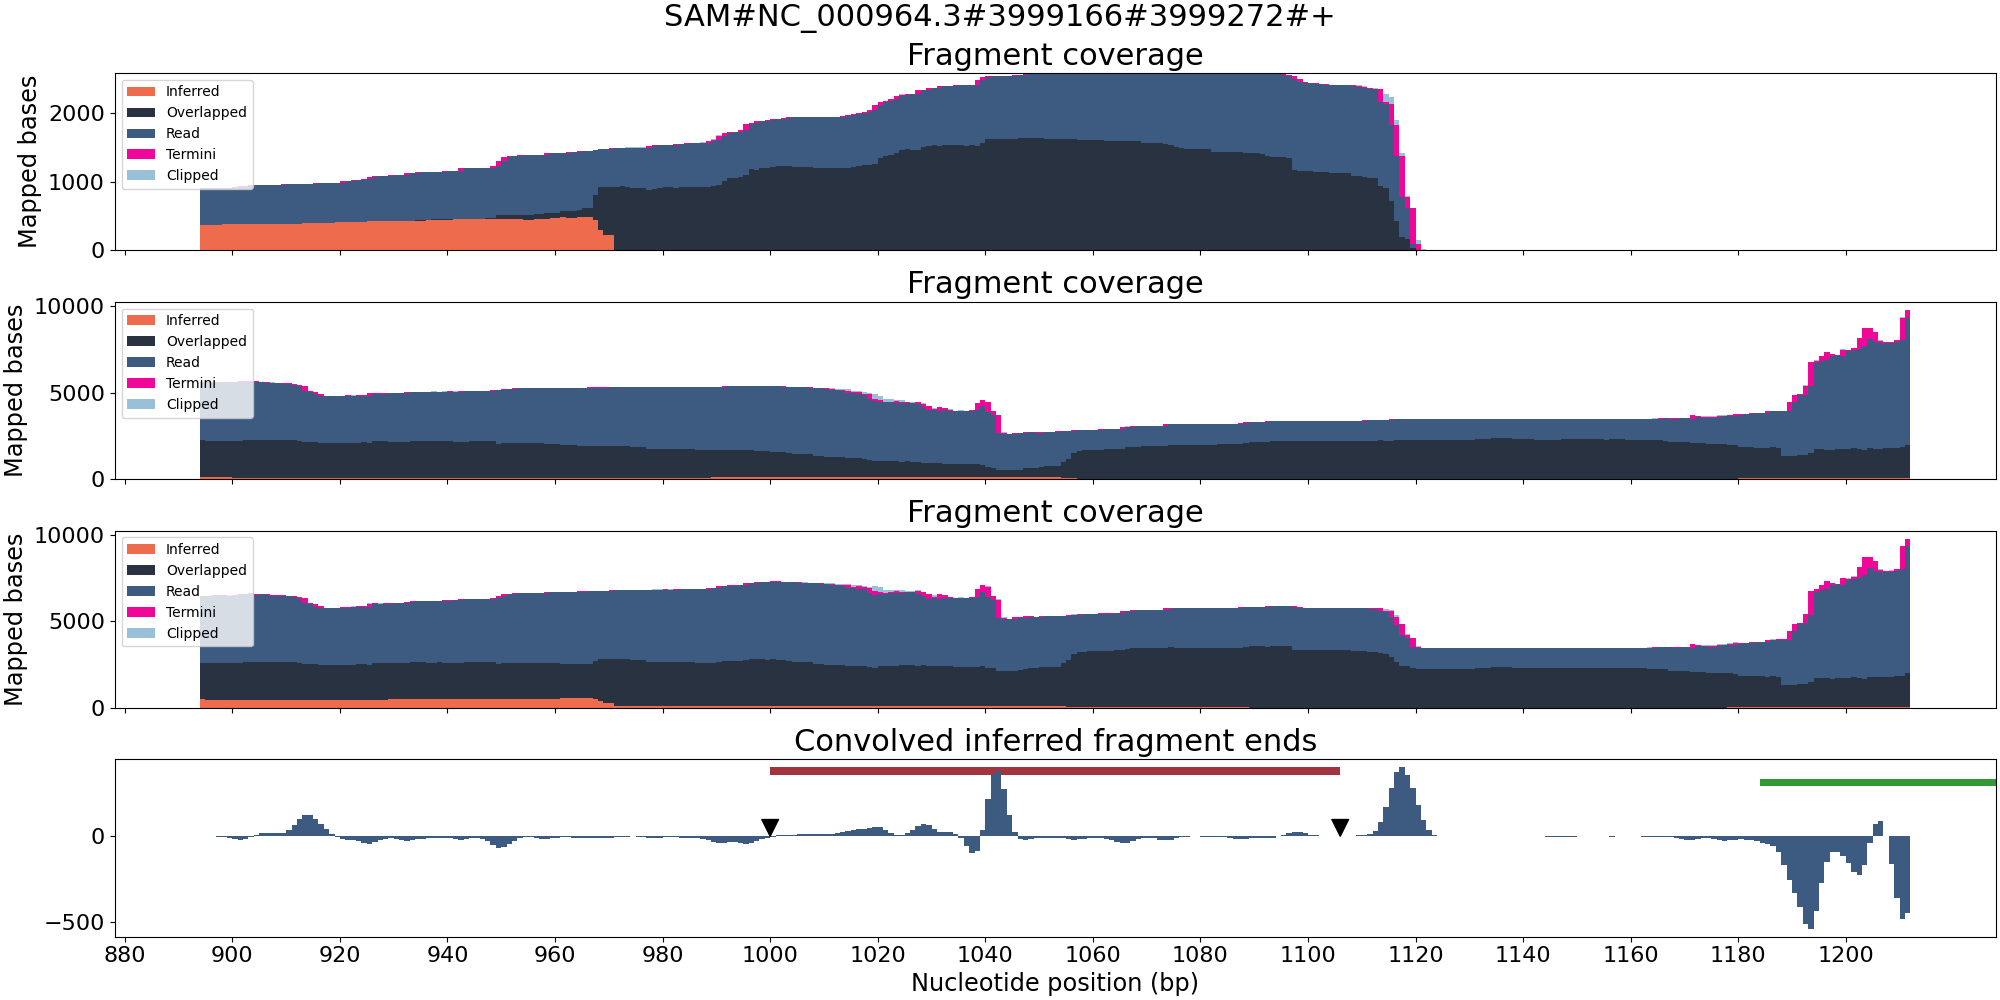 SAM#NC_000964.3#3999166#3999272#+
Fragment coverage
Mapped bases
2000
1000
0
Inferred
Overlapped
Read
Termini
Clipped
Fragment coverage
Mapped bases
10000
5000
0
Inferred
Overlapped
Read
Termini
Clipped
Fragment coverage
Mapped bases
10000
5000
0
Inferred
Overlapped
Read
Termini
Clipped
Convolved inferred fragment ends
0
−500
880 900 920 940 960 980 1000 1020 1040 1060 1080 1100 1120 1140 1160 1180 1200
Nucleotide position (bp)